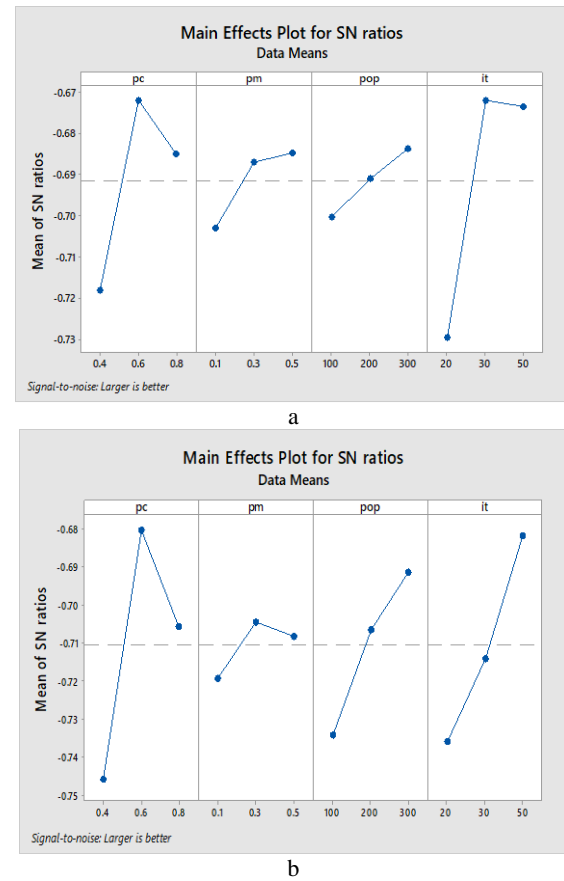 Main Effects Plot for SN ratios
Data Means
pc pm pop it
Mean of SN ratios
-0.67
-0.68
-0.69
-0.70
-0.71
-0.72
-0.73
0.4 0.6 0.8 0.1 0.3 0.5 100 200 300 20 30 50
Signal-to-noise: Larger is better
a
Main Effects Plot for SN ratios
Data Means
pc pm pop it
Mean of SN ratios
-0.68
-0.69
-0.70
-0.71
-0.72
-0.73
-0.74
-0.75
0.4 0.6 0.8 0.1 0.3 0.5 100 200 300 20 30 50
Signal-to-noise: Larger is better
b